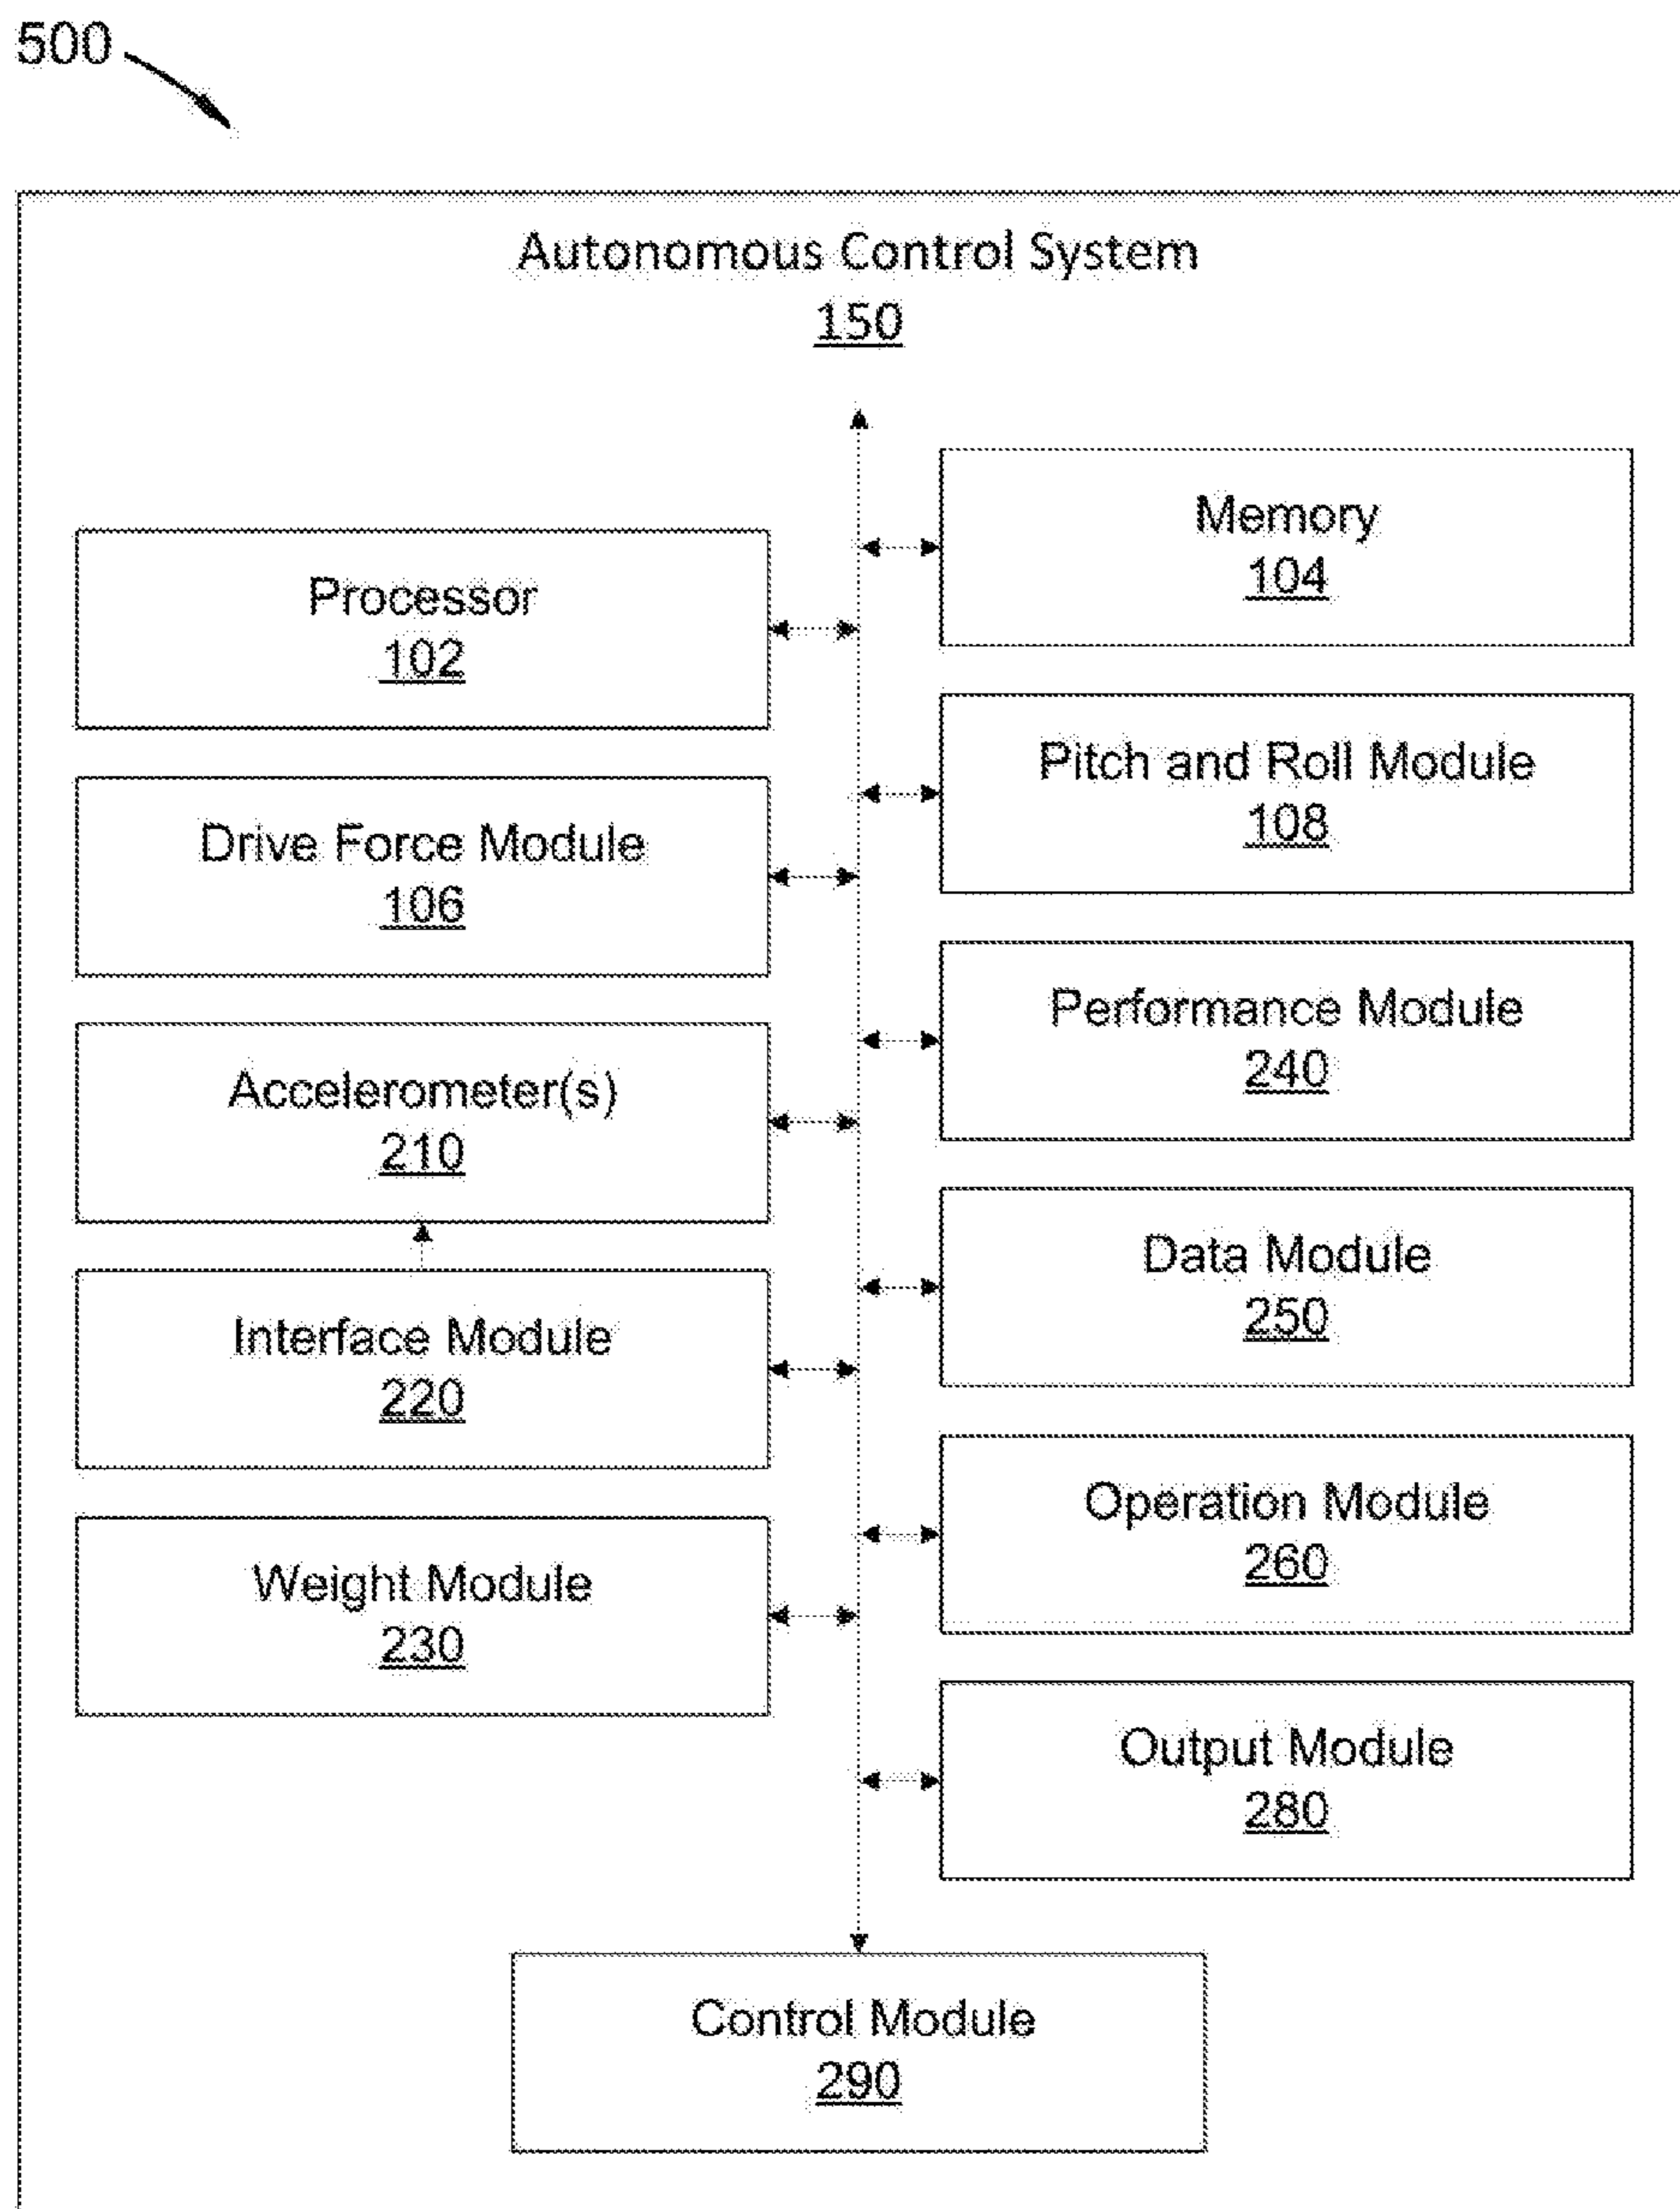 500
Autonomous Control System
150
Memory
104
Processor
102
Pitch and Roll Module
108
Drive Force Module
106
Performance Module
240
Accelerometer(s)
210
Data Module
250
Interface Module
220
Operation Module
260
Weight Module
230
Output Module
280
Control Module
290